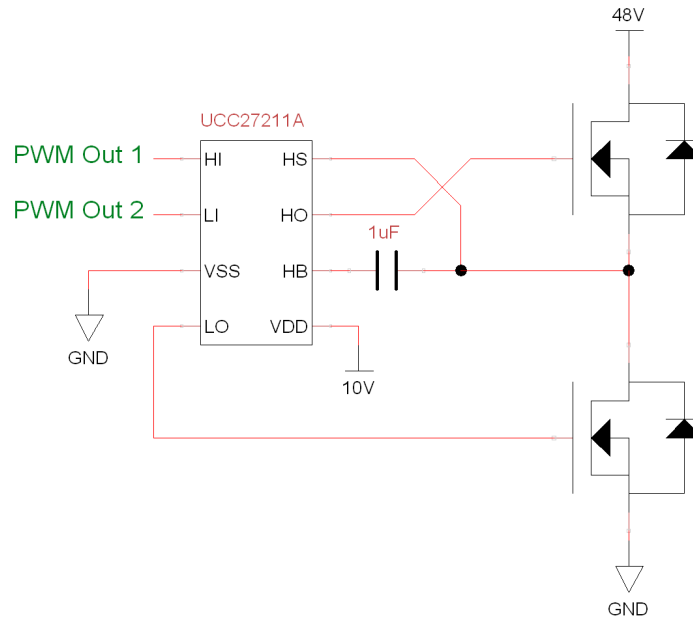 48V
UCC27211A
PWM Out 1
HI
HS
PWM Out 2
LI
HO
1uF
VSS
HB
GND
LO
VDD
10V
GND